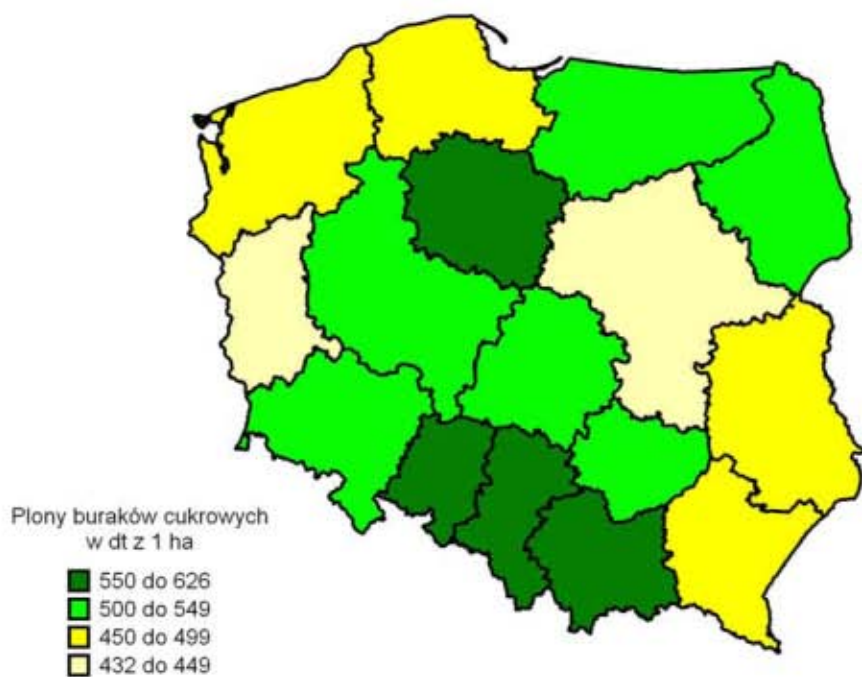 Plony buraków cukrowych
w dt z 1 ha
550 do 626
500 do 549
450 do 499
432 do 449